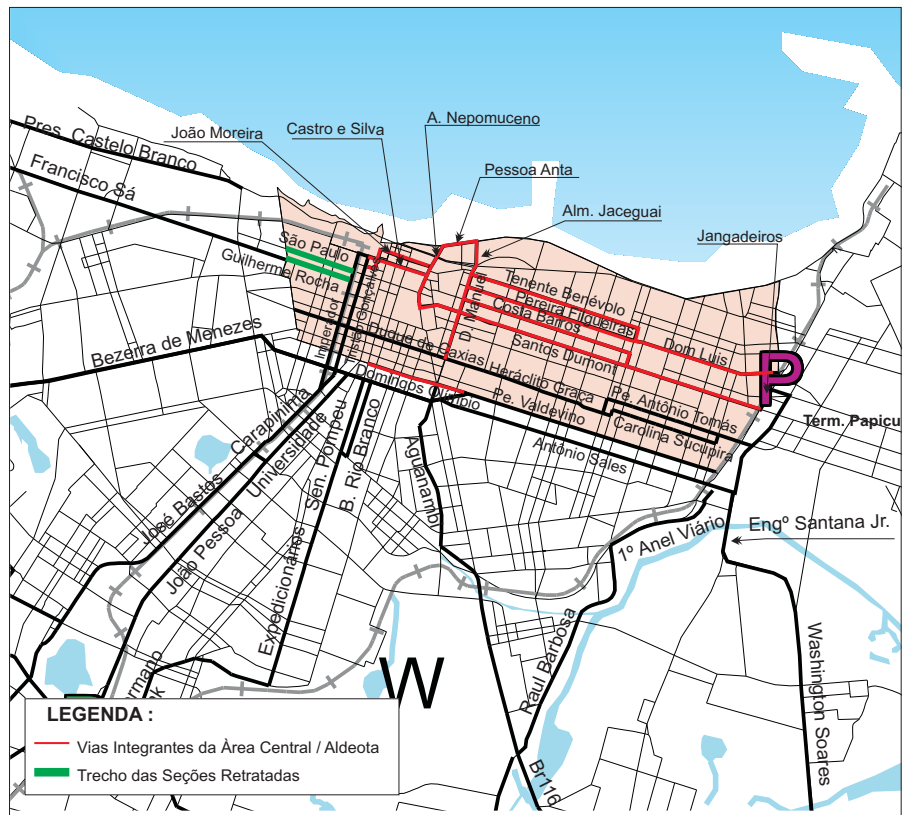 A. Nepomuceno
Castro e Silva
João Moreira
Pres. Castelo Branco
Francisco Sá
Pessoa Anta
Alm. Jaceguai
Jangadeiros
São Paulo
Guilherme Rocha
Tenente Benévolo
Pereira Filgueiras
Costa Barros
D. Manuel
Santos Dumont
Dom Luis
Imperador
Bezerra de Menezes
Duque de Caxias
Heráclito Graça
P
Domingos Olímpio
Pe. Valdevino
Pe. Antônio Tomás
Carolina Sucupira
Term. Papicu
Antônio Sales
Carapinima
Universidade
Sen. Pompeu
B. Rio Branco
Aguanambi
José Bastos
João Pessoa
Expedicionários
1º Anel Viário
Engº Santana Jr.
Raul Barbosa
Washington Soares
W
Br116
LEGENDA :
Vias Integrantes da Àrea Central / Aldeota
Trecho das Seções Retratadas